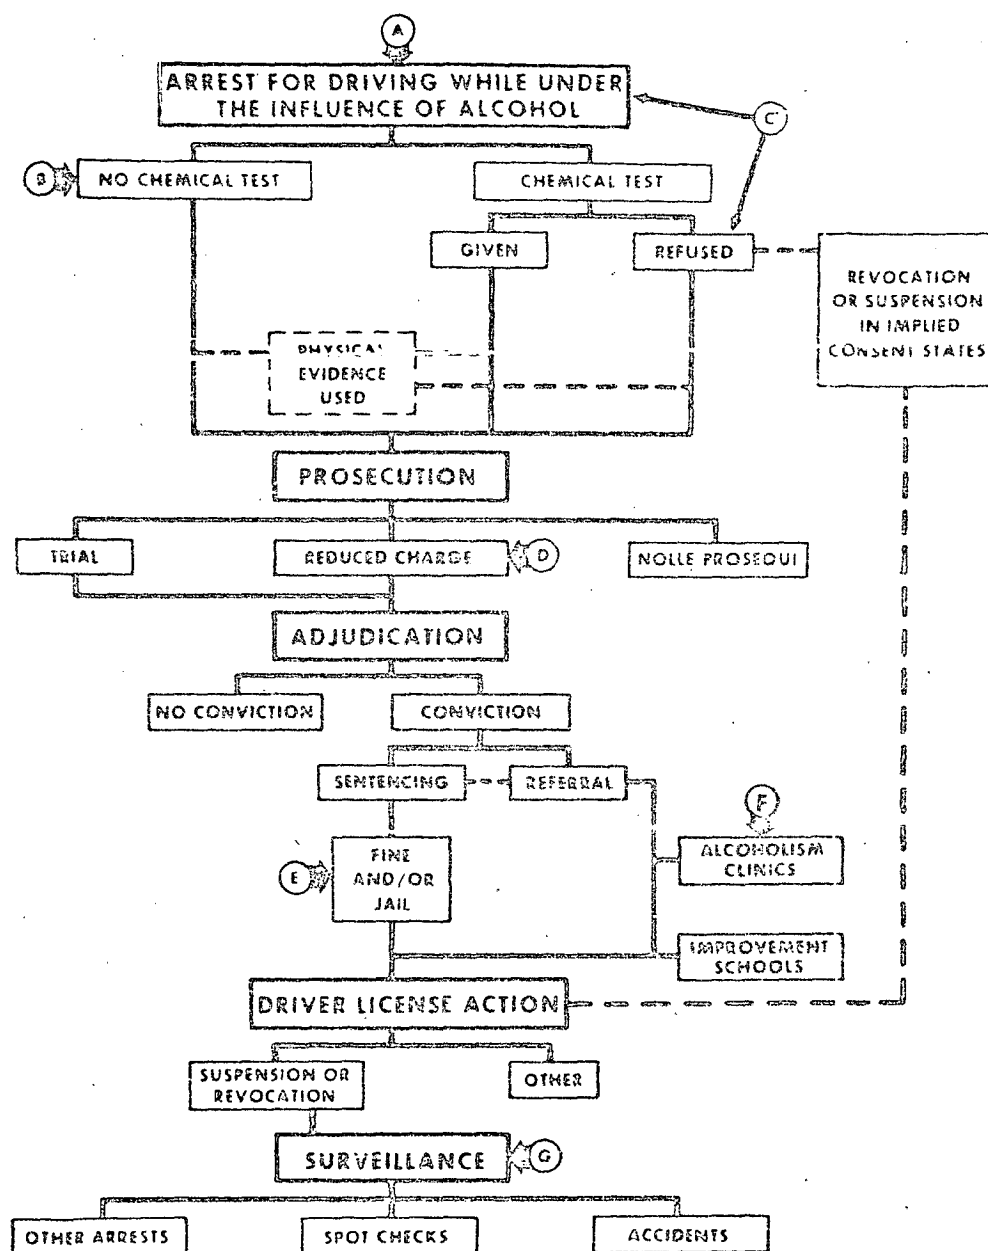 A
ARREST FOR DRIVING WHILE UNDER
THE INFLUENCE OF ALCOHOL
C
B
NO CHEMICAL TEST
CHEMICAL TEST
GIVEN
REFUSED
REVOCATION
OR SUSPENSION
IN IMPLIED
CONSENT STATES
PHYSICAL
EVIDENCE
USED
PROSECUTION
TRIAL
REDUCED CHARGE
D
NOLLE PROSEQUI
ADJUDICATION
NO CONVICTION
CONVICTION
SENTENCING
REFERRAL
F
E
FINE
AND/OR
JAIL
ALCOHOLISM
CLINICS
IMPROVEMENT
SCHOOLS
DRIVER LICENSE ACTION
SUSPENSION OR
REVOCATION
OTHER
SURVEILLANCE
G
OTHER ARRESTS
SPOT CHECKS
ACCIDENTS